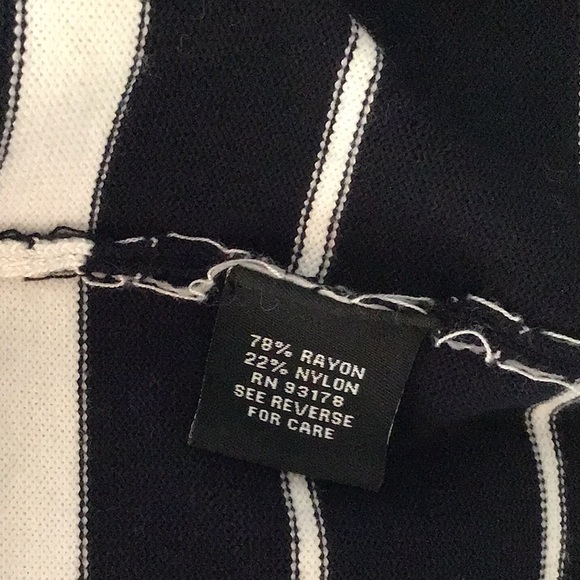 78% RAYON
22% NYLON
RN 93178
SEE REVERSE
FOR CARE